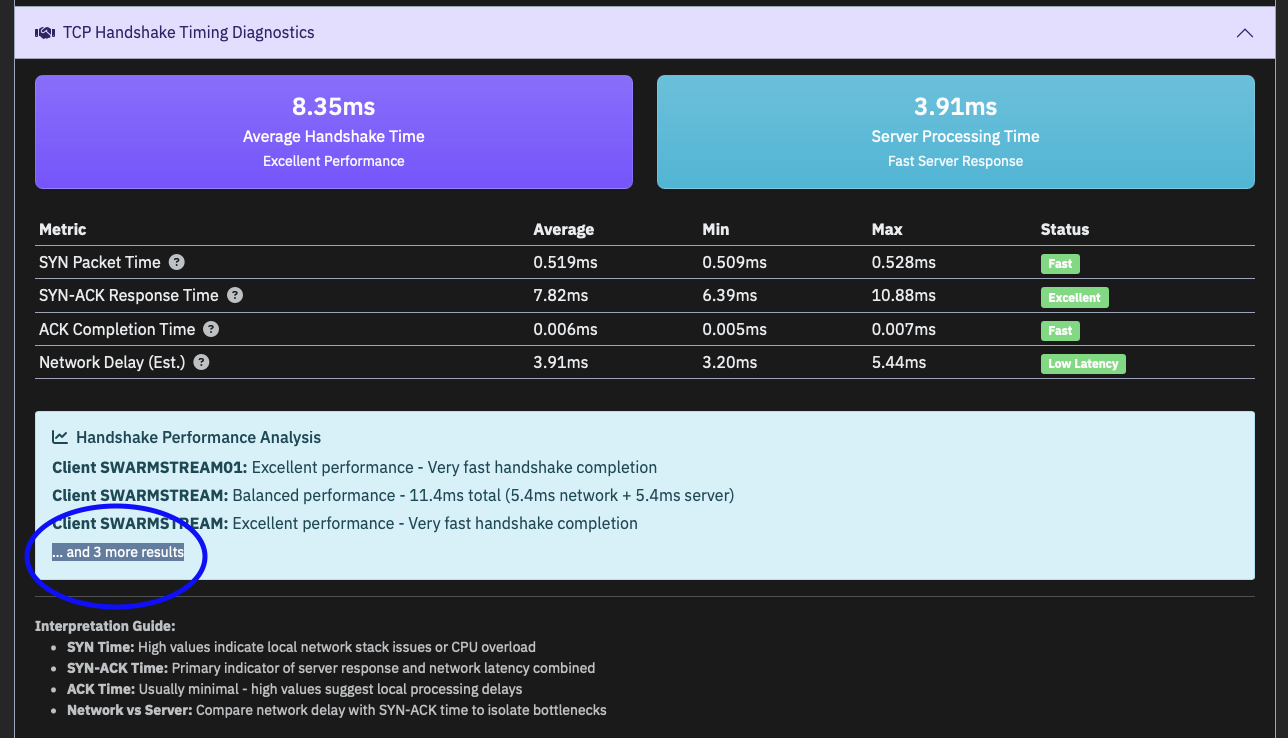 TCP Handshake Timing Diagnostics
8.35ms
Average Handshake Time
Excellent Performance
3.91ms
Server Processing Time
Fast Server Response
Metric Average Min Max Status
SYN Packet Time ? 0.519ms 0.509ms 0.528ms Fast
SYN-ACK Response Time ? 7.82ms 6.39ms 10.88ms Excellent
ACK Completion Time ? 0.006ms 0.005ms 0.007ms Fast
Network Delay (Est.) ? 3.91ms 3.20ms 5.44ms Low Latency
Handshake Performance Analysis
Client SWARMSTREAM01: Excellent performance - Very fast handshake completion
Client SWARMSTREAM: Balanced performance - 11.4ms total (5.4ms network + 5.4ms server)
Client SWARMSTREAM: Excellent performance - Very fast handshake completion
... and 3 more results
Interpretation Guide:
• SYN Time: High values indicate local network stack issues or CPU overload
• SYN-ACK Time: Primary indicator of server response and network latency combined
• ACK Time: Usually minimal - high values suggest local processing delays
• Network vs Server: Compare network delay with SYN-ACK time to isolate bottlenecks